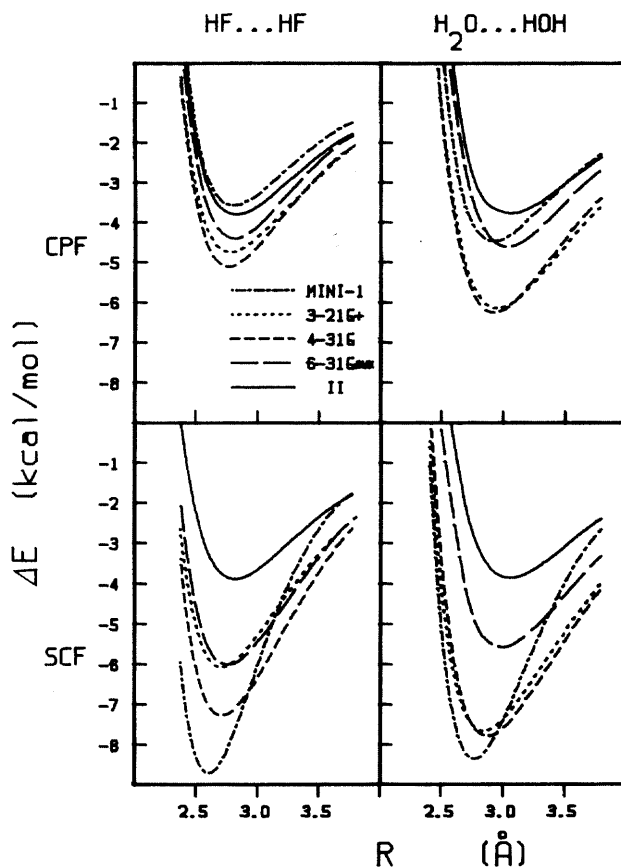 HF...HF
H2O...HOH
-1
-2
-3
-4
-5
-6
-7
-8
CPF
MINI-1
3-21G+
4-31G
6-31G**
II
-1
-2
-3
-4
-5
-6
-7
-8
SCF
ΔE (kcal/mol)
2.5 3.0 3.5 2.5 3.0 3.5
R (Å)